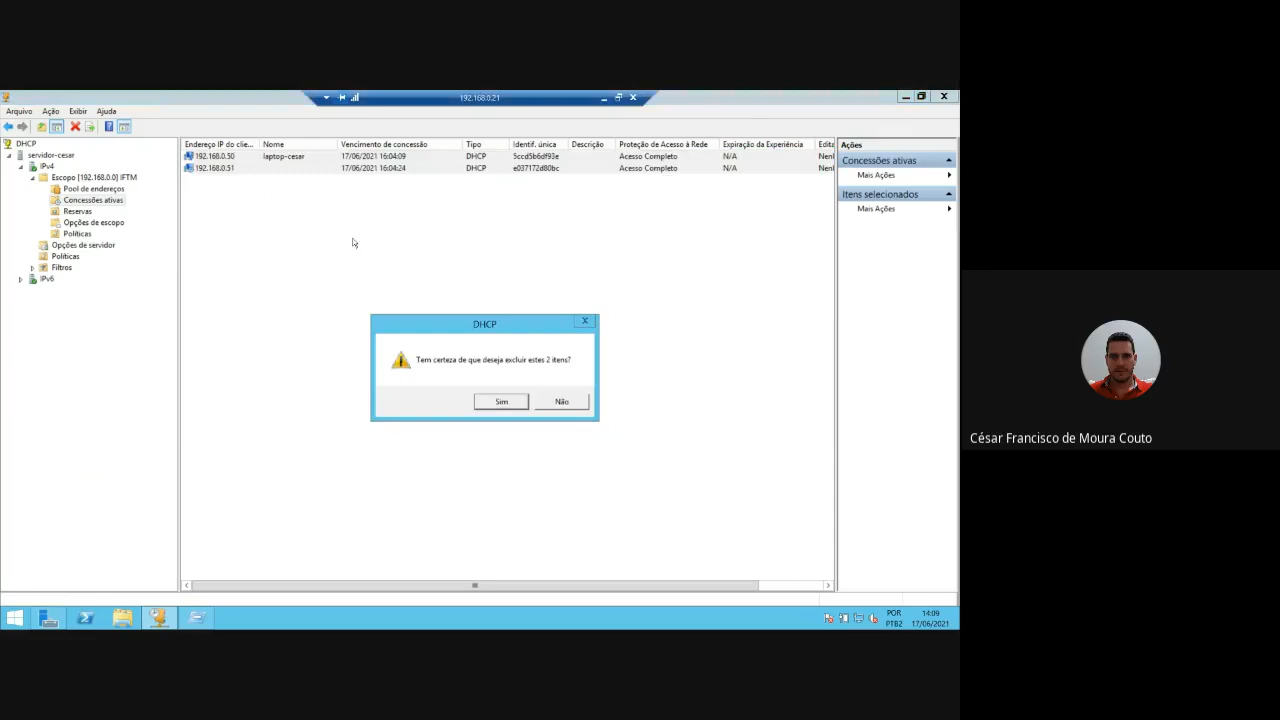 192.168.0.21
Arquivo Ação Exibir Ajuda
DHCP
servidor-cesar
IPv4
Escopo [192.168.0.0] IFTM
Pool de endereços
Concessões ativas
Reservas
Opções de escopo
Políticas
Opções de servidor
Políticas
Filtros
IPv6
Endereço IP do clie... Nome Vencimento de concessão Tipo Identif. única Descrição Proteção de Acesso à Rede Expiração da Experiência
192.168.0.50 laptop-cesar 17/06/2021 16:04:09 DHCP 5ccd5b6df93e Acesso Completo N/A
192.168.0.51 17/06/2021 16:04:24 DHCP e037172d80bc Acesso Completo N/A
Ações
Concessões ativas
Mais Ações
Itens selecionados
Mais Ações
DHCP
X
Tem certeza de que deseja excluir estes 2 itens?
Sim Não
POR 14:09
PTB2 17/06/2021
César Francisco de Moura Couto